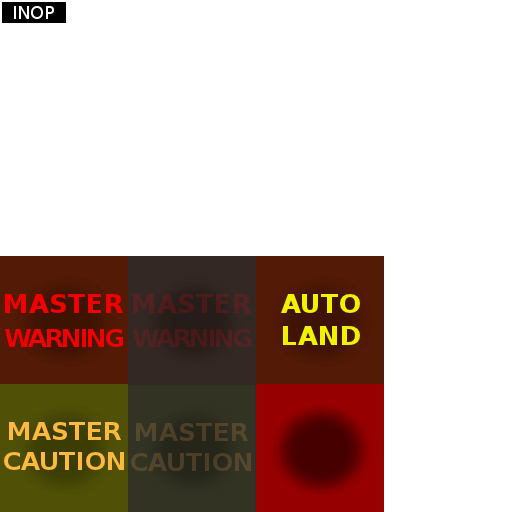 INOP
MASTER
WARNING
MASTER
WARNING
AUTO
LAND
MASTER
CAUTION
MASTER
CAUTION